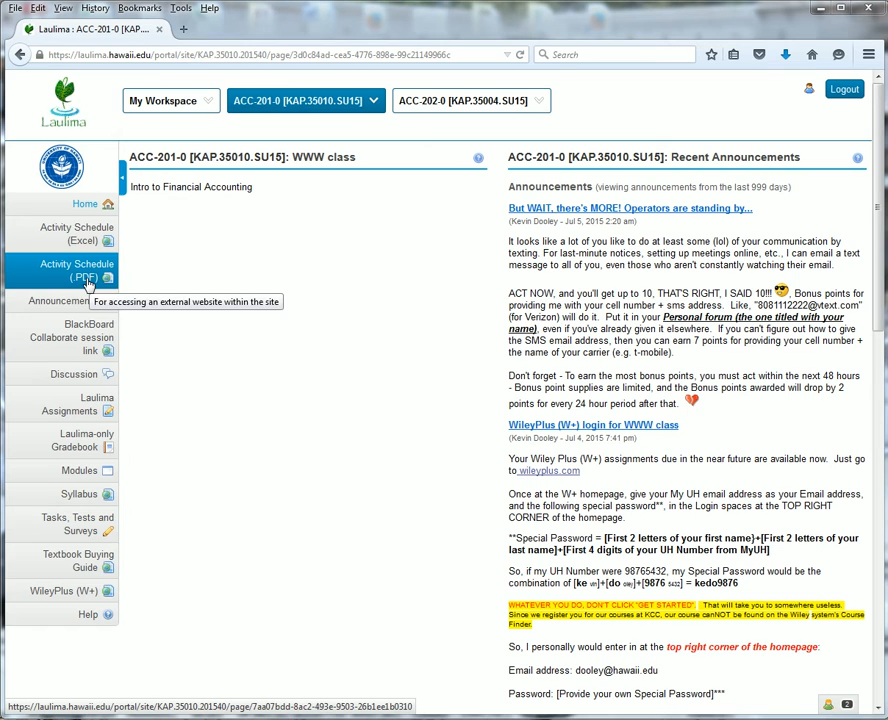 File Edit View History Bookmarks Tools Help
Laulima : ACC-201-0 [KAP....
https://laulima.hawaii.edu/portal/site/KAP.35010.201540/page/3d0c84ad-cea5-4776-898e-99c21149966c
Search
Laulima
My Workspace
ACC-201-0 [KAP.35010.SU15]
ACC-202-0 [KAP.35004.SU15]
Logout
Home
Activity Schedule
(Excel)
Activity Schedule
(.PDF)
For accessing an external website within the site
BlackBoard
Collaborate session
link
Discussion
Laulima
Assignments
Laulima-only
Gradebook
Modules
Syllabus
Tasks, Tests and
Surveys
Textbook Buying
Guide
WileyPlus (W+)
Help
ACC-201-0 [KAP.35010.SU15]: WWW class
Intro to Financial Accounting
ACC-201-0 [KAP.35010.SU15]: Recent Announcements
Announcements (viewing announcements from the last 999 days)
But WAIT, there's MORE! Operators are standing by...
(Kevin Dooley - Jul 5, 2015 2:20 am)
It looks like a lot of you like to do at least some (lol) of your communication by
texting. For last-minute notices, setting up meetings online, etc., I can email a text
message to all of you, even those who aren't constantly watching their email.
ACT NOW, and you'll get up to 10, THAT'S RIGHT, I SAID 10!!! Bonus points for
providing me with your cell number + sms address. Like, "8081112222@vtext.com"
(for Verizon) will do. Put it in your Personal forum (the one titled with your
name), even if you've already given it elsewhere. If you can't figure out how to give
the SMS email address, then you can earn 7 points for providing your cell number +
the name of your carrier (e.g. t-mobile).
Don't forget - To earn the most bonus points, you must act within the next 48 hours
- Bonus point supplies are limited, and the Bonus points awarded will drop by 2
points for every 24 hour period after that.
WileyPlus (W+) login for WWW class
(Kevin Dooley - Jul 4, 2015 7:41 pm)
Your Wiley Plus (W+) assignments due in the near future are available now. Just go
to wileyplus.com
Once at the W+ homepage, give your My UH email address as your Email address,
and the following special password**, in the Login spaces at the TOP RIGHT
CORNER of the homepage.
**Special Password = [First 2 letters of your first name}+[First 2 letters of your
last name]+[First 4 digits of your UH Number from MyUH]
So, if my UH Number were 98765432, my Special Password would be the
combination of [ke vin]+[do oley]+[9876 5432] = kedo9876
WHATEVER YOU DO, DON'T CLICK "GET STARTED". That will take you to somewhere useless.
Since we register you for our courses at KCC, our course canNOT be found on the Wiley system's Course
Finder.
So, I personally would enter in at the top right corner of the homepage:
Email address: dooley@hawaii.edu
Password: [Provide your own Special Password]***
https://laulima.hawaii.edu/portal/site/KAP.35010.201540/page/7aa07bdd-8ac2-493e-9503-26b1ee1b0310
2